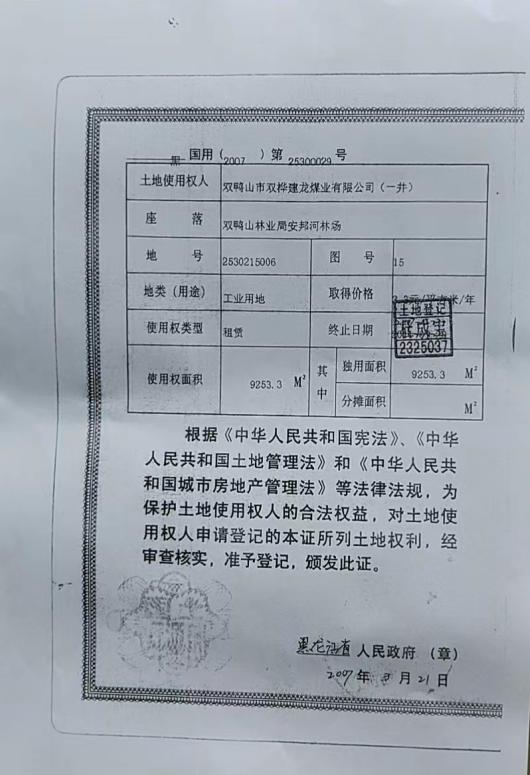 黑 国用（2007 ）第 25300029 号
土地使用权人 双鸭山市双桦建龙煤业有限公司（一井）
座 落 双鸭山林业局安邦河林场
地 号 2530215006 图 号 15
地类（用途） 工业用地 取得价格 米/年
使用权类型 租赁 终止日期
土地登记
2325037
使用权面积 9253.3 M² 其中 独用面积 9253.3 M²
分摊面积 M²
根据《中华人民共和国宪法》、《中华
人民共和国土地管理法》和《中华人民共
和国城市房地产管理法》等法律法规，为
保护土地使用权人的合法权益，对土地使
用权人申请登记的本证所列土地权利，经
审查核实，准予登记，颁发此证。
黑龙江省 人民政府 （章）
2007 年 月 21 日